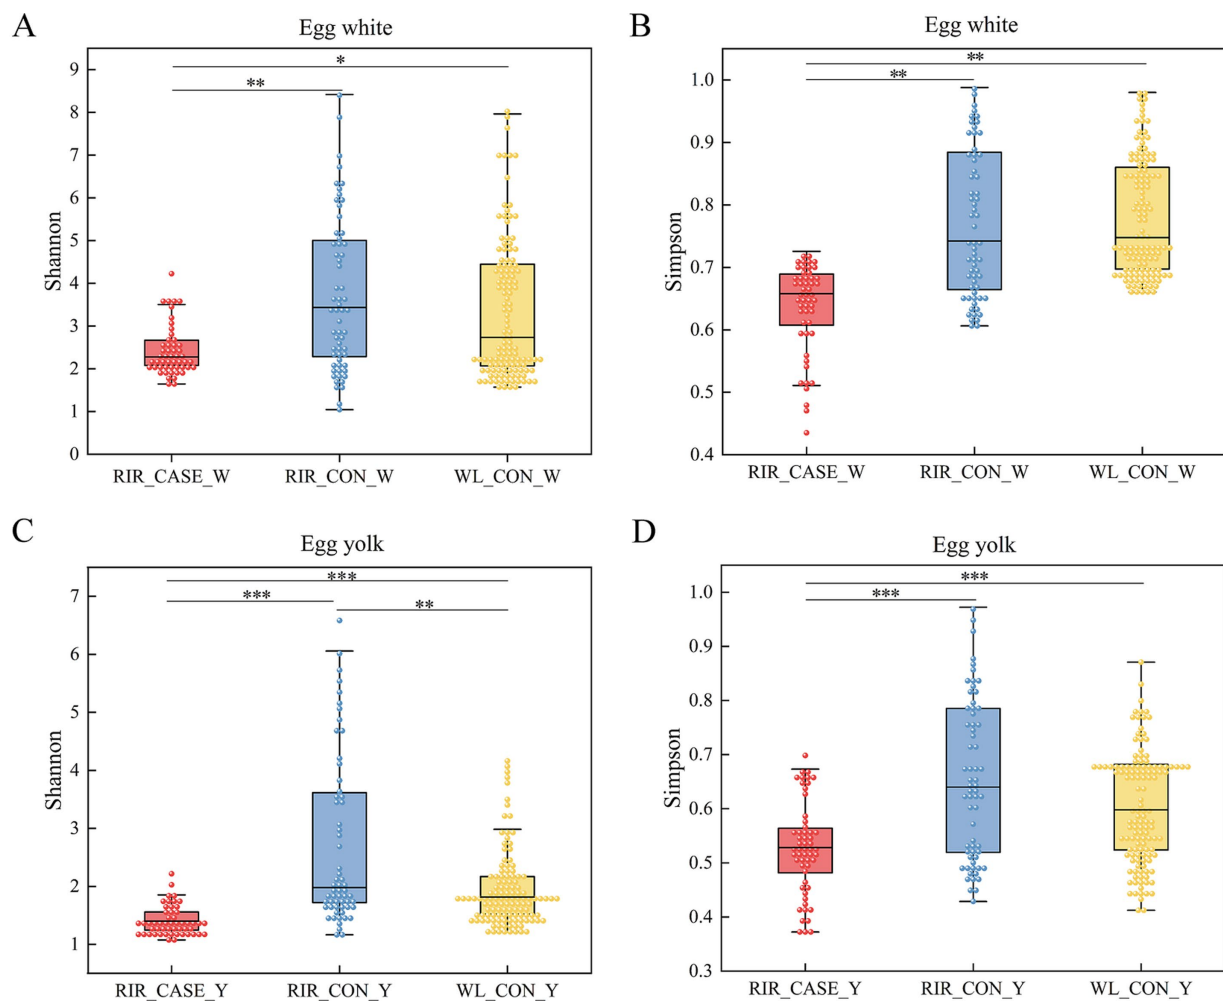 A
Egg white
Shannon
9
8
7
6
5
4
3
2
1
0
*
**
RIR_CASE_W
RIR_CON_W
WL_CON_W
B
Egg white
Simpson
1.0
0.9
0.8
0.7
0.6
0.5
0.4
**
**
RIR_CASE_W
RIR_CON_W
WL_CON_W
C
Egg yolk
Shannon
7
6
5
4
3
2
1
***
***
**
RIR_CASE_Y
RIR_CON_Y
WL_CON_Y
D
Egg yolk
Simpson
1.0
0.9
0.8
0.7
0.6
0.5
0.4
0.3
***
***
RIR_CASE_Y
RIR_CON_Y
WL_CON_Y